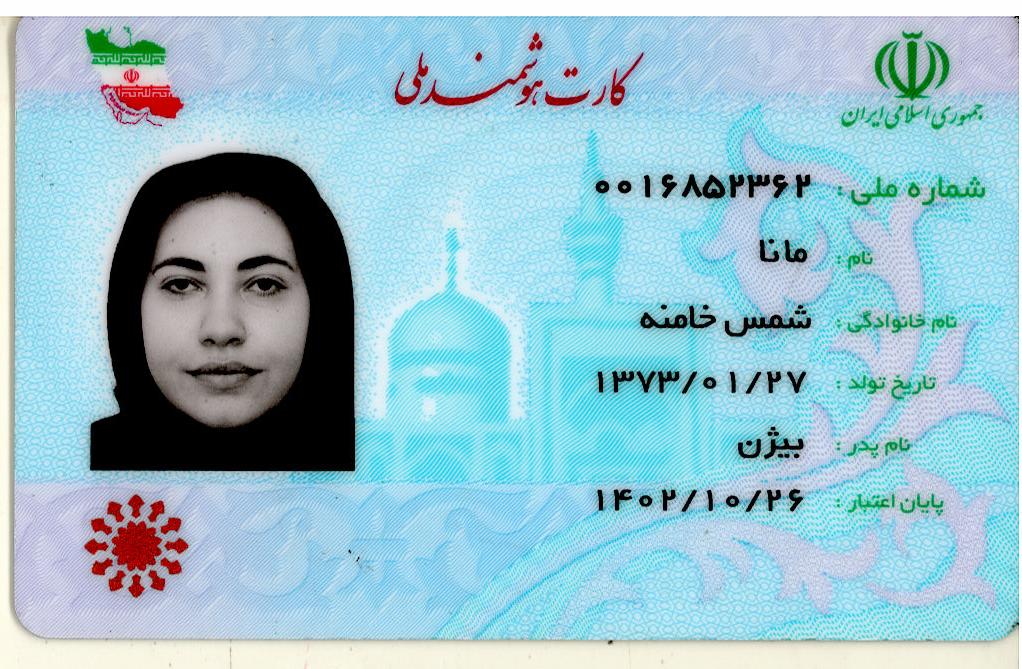 کارت هوشمند ملی
جمهوری اسلامی ایران
شماره ملی : ۰۰۱۶۸۵۲۳۶۲
نام : مانا
نام خانوادگی : شمس خامنه
تاریخ تولد : ۱۳۷۳/۰۱/۲۷
نام پدر : بیژن
پایان اعتبار : ۱۴۰۲/۱۰/۲۶